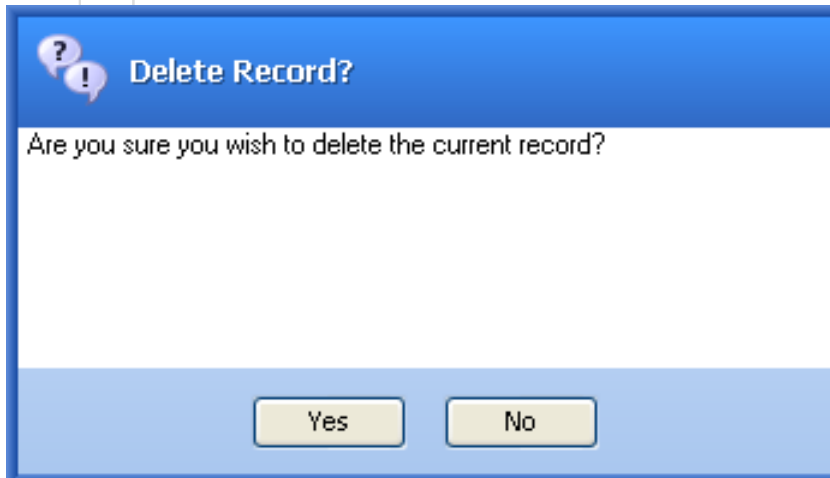 ? !
Delete Record?
Are you sure you wish to delete the current record?
Yes No